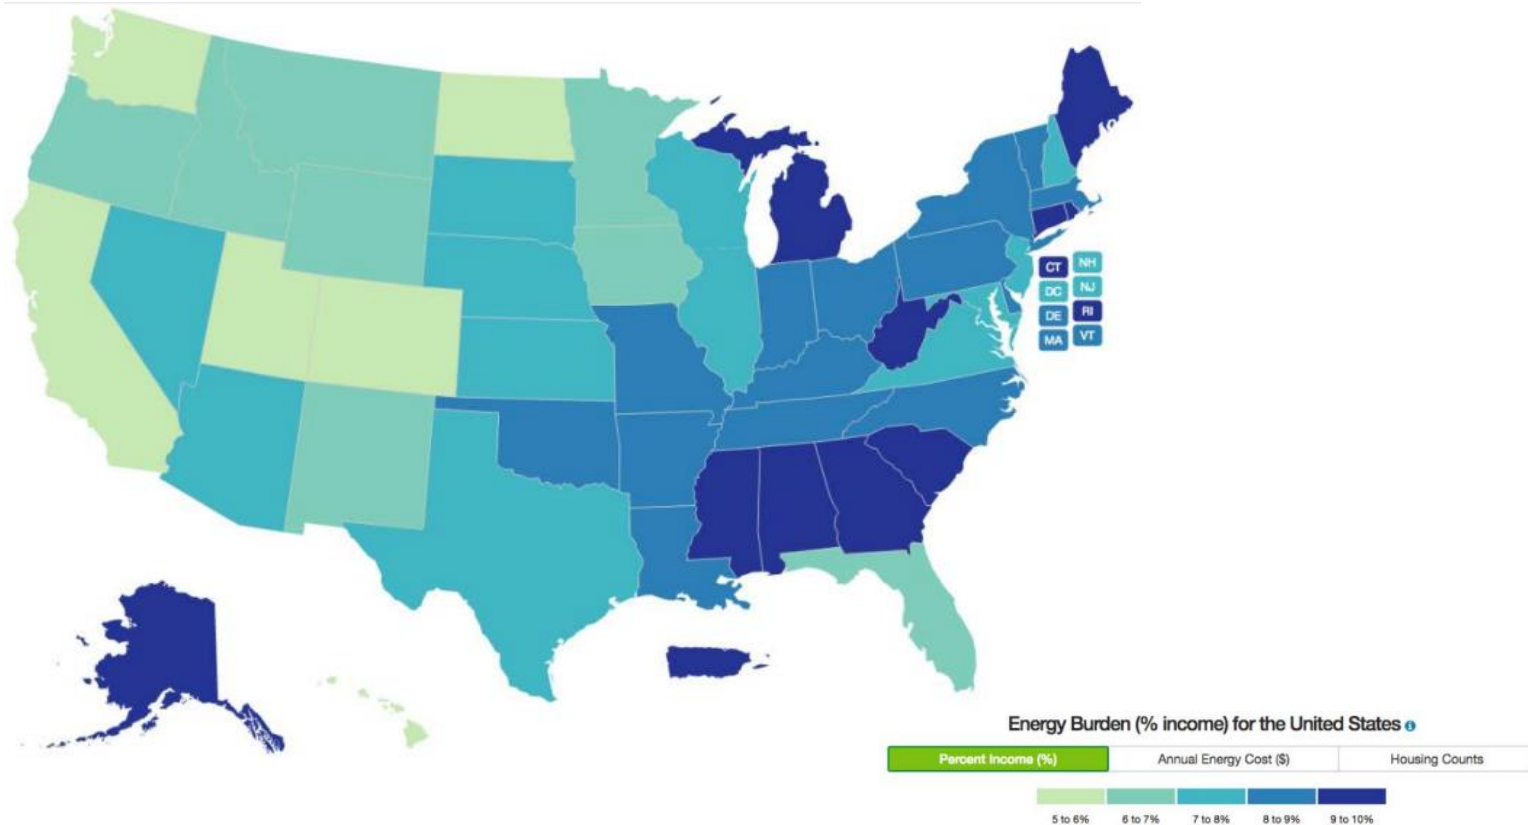 CT NH
DC NJ
DE RI
MA VT
Energy Burden (% income) for the United States
Percent Income (%) Annual Energy Cost ($) Housing Counts
5 to 6% 6 to 7% 7 to 8% 8 to 9% 9 to 10%